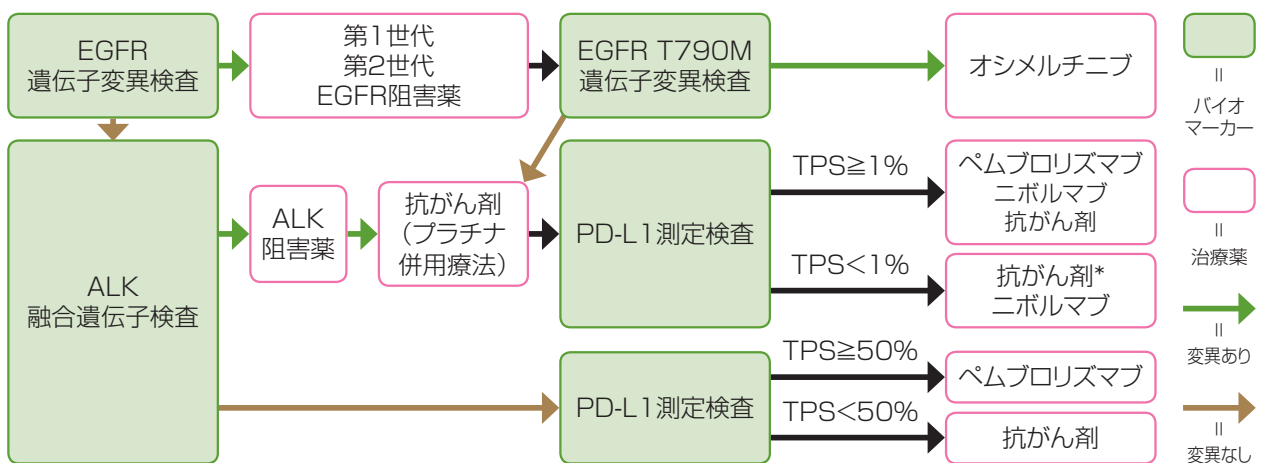 EGFR
遺伝子変異検査
第1世代
第2世代
EGFR阻害薬
EGFR T790M
遺伝子変異検査
オシメルチニブ
ALK
融合遺伝子検査
ALK
阻害薬
抗がん剤
（プラチナ
併用療法）
PD-L1測定検査
TPS≧1%
ペムブロリズマブ
ニボルマブ
抗がん剤
TPS<1%
抗がん剤*
ニボルマブ
PD-L1測定検査
TPS≧50%
ペムブロリズマブ
TPS<50%
抗がん剤
=
バイオ
マーカー
=
治療薬
=
変異あり
=
変異なし